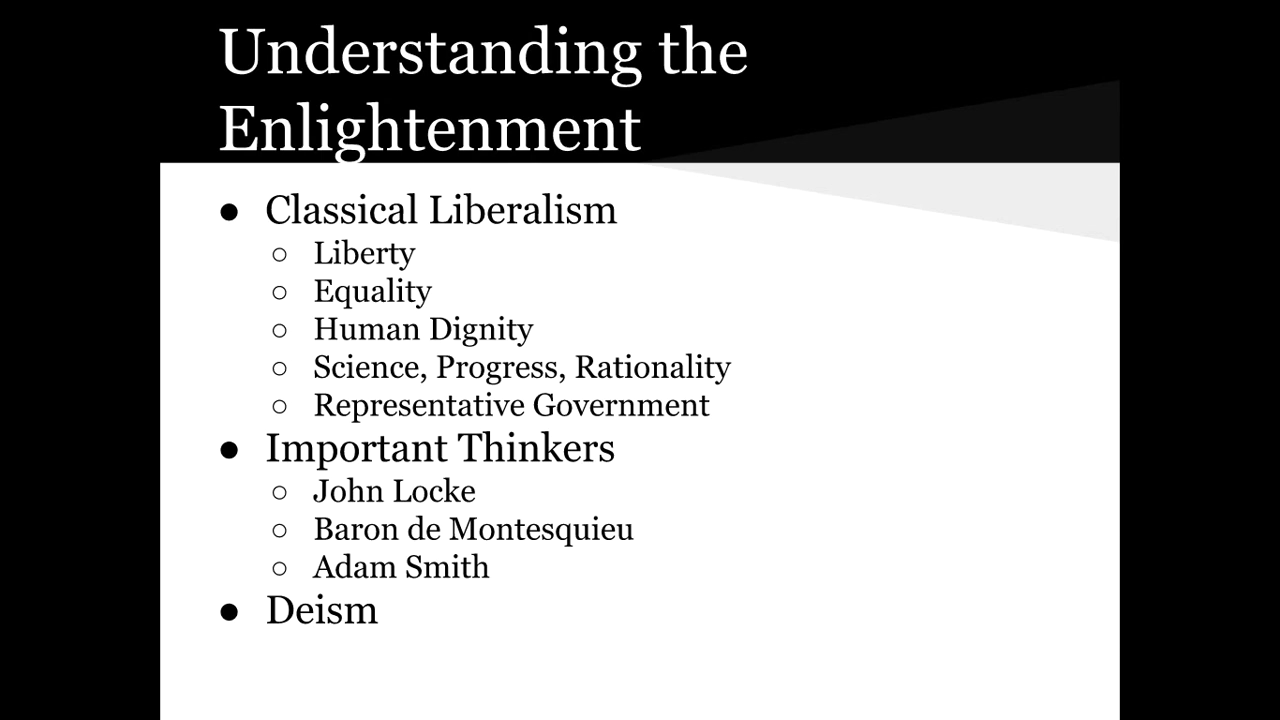 Understanding the
Enlightenment
● Classical Liberalism
○ Liberty
○ Equality
○ Human Dignity
○ Science, Progress, Rationality
○ Representative Government
● Important Thinkers
○ John Locke
○ Baron de Montesquieu
○ Adam Smith
● Deism